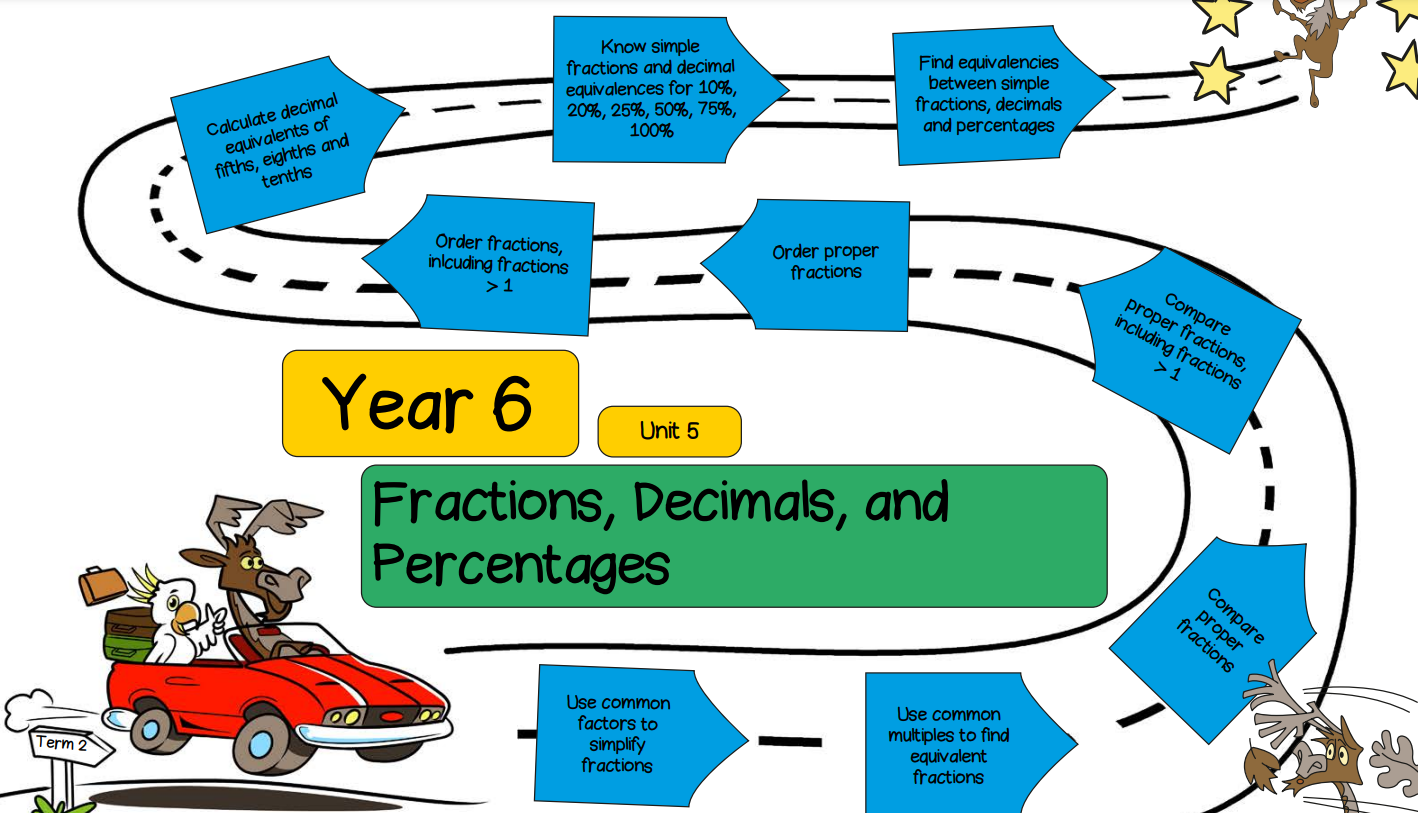 Calculate decimal
equivalents of
fifths, eighths and
tenths
Know simple
fractions and decimal
equivalences for 10%,
20%, 25%, 50%, 75%,
100%
Find equivalencies
between simple
fractions, decimals
and percentages
Order fractions,
inlcuding fractions
> 1
Order proper
fractions
Compare
proper fractions,
including fractions
> 1
Year 6
Unit 5
Fractions, Decimals, and
Percentages
Compare
proper
fractions
Use common
factors to
simplify
fractions
Use common
multiples to find
equivalent
fractions
Term 2